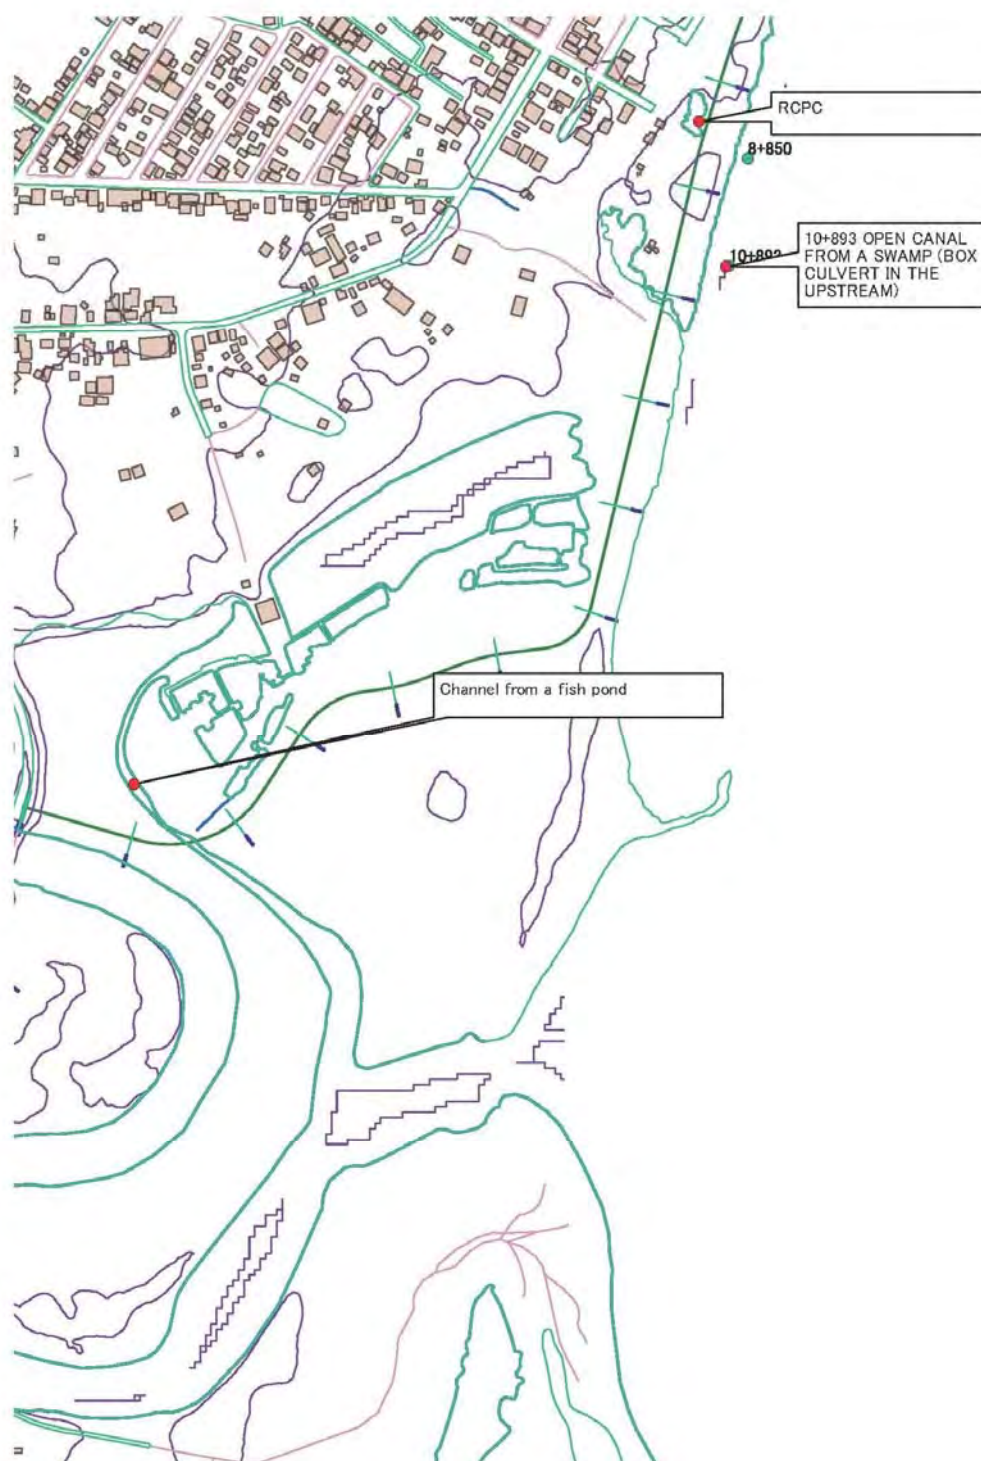 RCPC
8+850
10+893 OPEN CANAL
FROM A SWAMP (BOX
CULVERT IN THE
UPSTREAM)
Channel from a fish pond